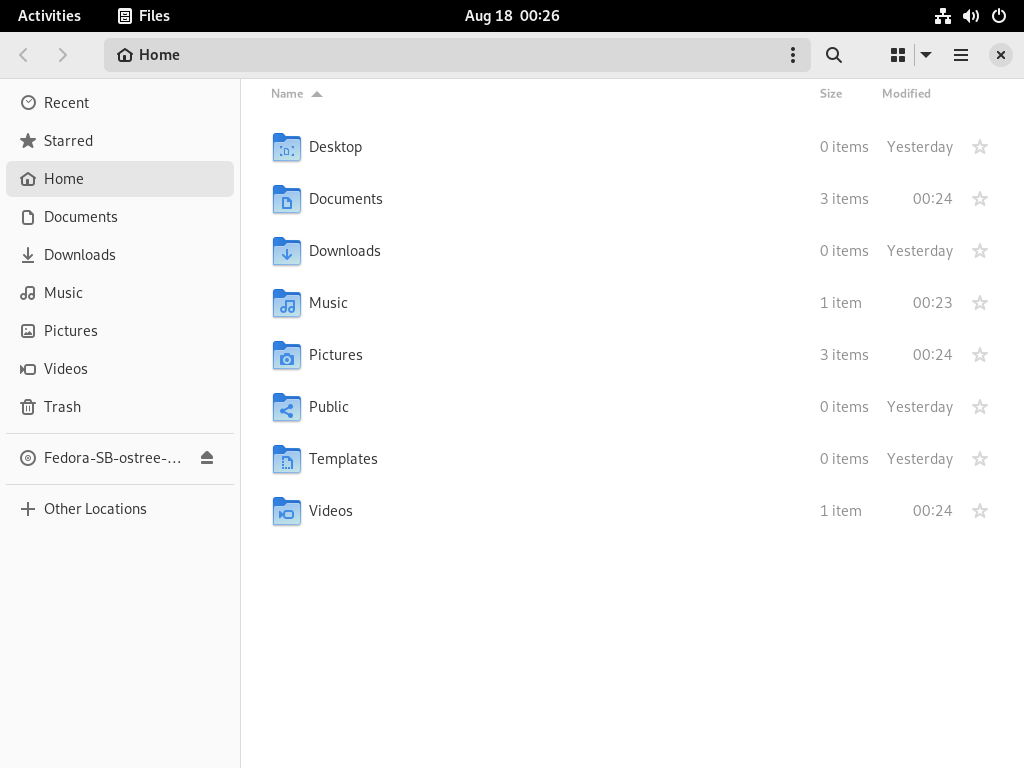 Activities Files Aug 18 00:26
Home
Name Size Modified
Recent
Starred
Home
Documents
Downloads
Music
Pictures
Videos
Trash
Fedora-SB-ostree-...
Other Locations
Desktop 0 items Yesterday
Documents 3 items 00:24
Downloads 0 items Yesterday
Music 1 item 00:23
Pictures 3 items 00:24
Public 0 items Yesterday
Templates 0 items Yesterday
Videos 1 item 00:24